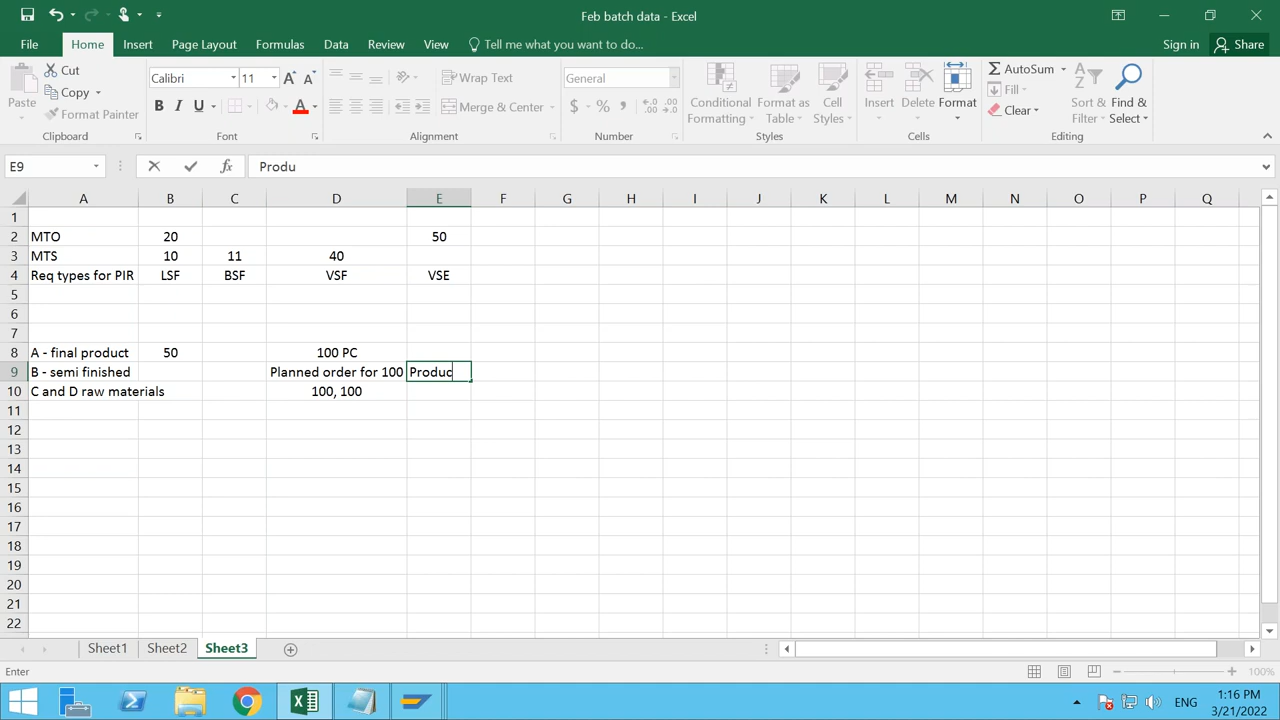 Feb batch data - Excel
File Home Insert Page Layout Formulas Data Review View Tell me what you want to do... Sign in Share
Paste Cut Copy Format Painter
Calibri 11 B I U A
Wrap Text Merge & Center
General $ %
Conditional Formatting Format as Table Cell Styles
Insert Delete Format
AutoSum Fill Clear Sort & Filter Find & Select
Clipboard Font Alignment Number Styles Cells Editing
E9 fx Produ
A B C D E F G H I J K L M N O P Q
1
2 MTO 20 50
3 MTS 10 11 40
4 Req types for PIR LSF BSF VSF VSE
5
6
7
8 A - final product 50 100 PC
9 B - semi finished Planned order for 100 Produc
10 C and D raw materials 100, 100
11
12
13
14
15
16
17
18
19
20
21
22
Sheet1 Sheet2 Sheet3
Enter 100%
ENG 1:16 PM
3/21/2022